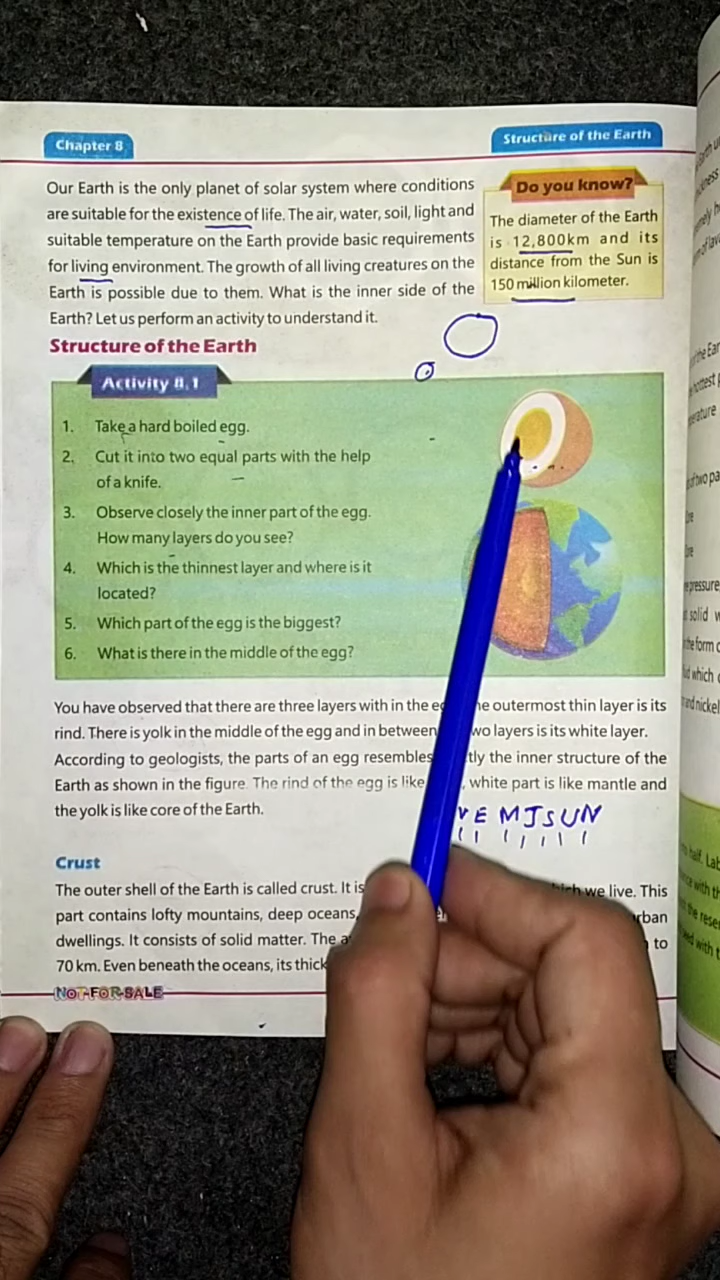 Chapter 8
Structure of the Earth
Our Earth is the only planet of solar system where conditions
are suitable for the existence of life. The air, water, soil, light and
suitable temperature on the Earth provide basic requirements
for living environment. The growth of all living creatures on the
Earth is possible due to them. What is the inner side of the
Earth? Let us perform an activity to understand it.
Do you know?
The diameter of the Earth
is 12,800km and its
distance from the Sun is
150 million kilometer.
Structure of the Earth
Activity 8.1
1. Take a hard boiled egg.
2. Cut it into two equal parts with the help
of a knife.
3. Observe closely the inner part of the egg.
How many layers do you see?
4. Which is the thinnest layer and where is it
located?
5. Which part of the egg is the biggest?
6. What is there in the middle of the egg?
You have observed that there are three layers with in the outermost thin layer is its
rind. There is yolk in the middle of the egg and in between layers is its white layer.
According to geologists, the parts of an egg resembles the inner structure of the
Earth as shown in the figure. The rind of the egg is like white part is like mantle and
the yolk is like core of the Earth.
V E M J S U N
Crust
The outer shell of the Earth is called crust. It is we live. This
part contains lofty mountains, deep oceans,
dwellings. It consists of solid matter. The to
70 km. Even beneath the oceans, its
NOT FOR SALE